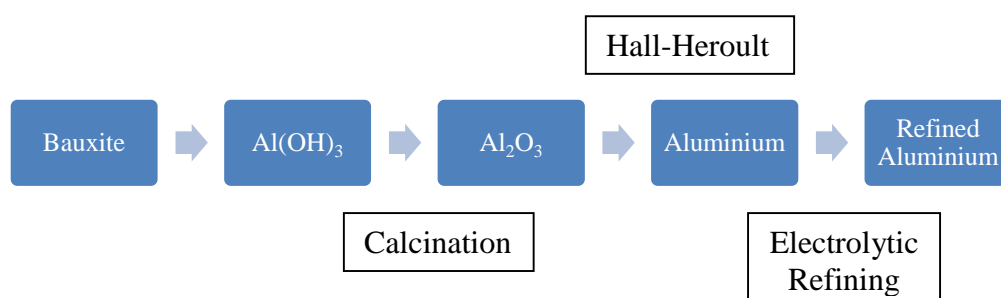 Hall-Heroult
Bauxite
Al(OH)₃
Al₂O₃
Aluminium
Refined
Aluminium
Calcination
Electrolytic
Refining